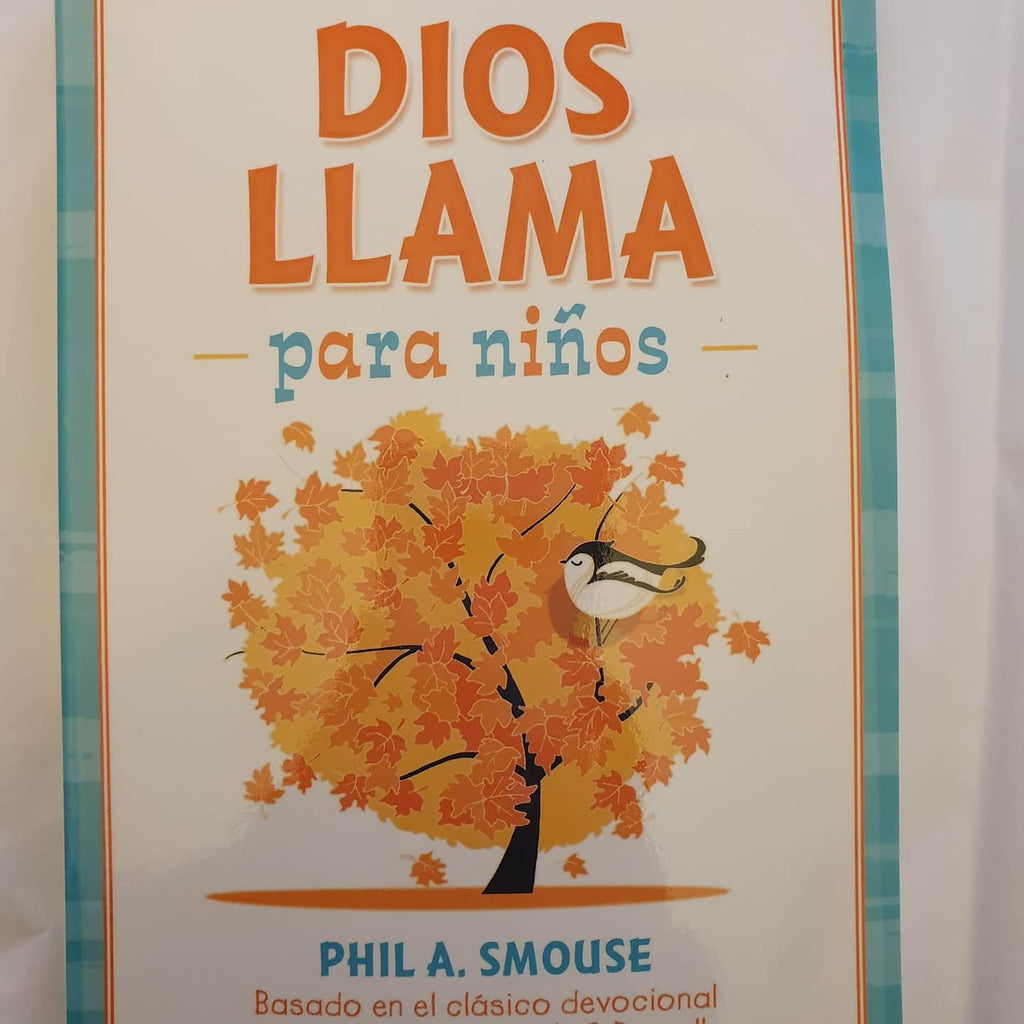 DIOS
LLAMA
para niños
PHIL A. SMOUSE
Basado en el clásico devocional